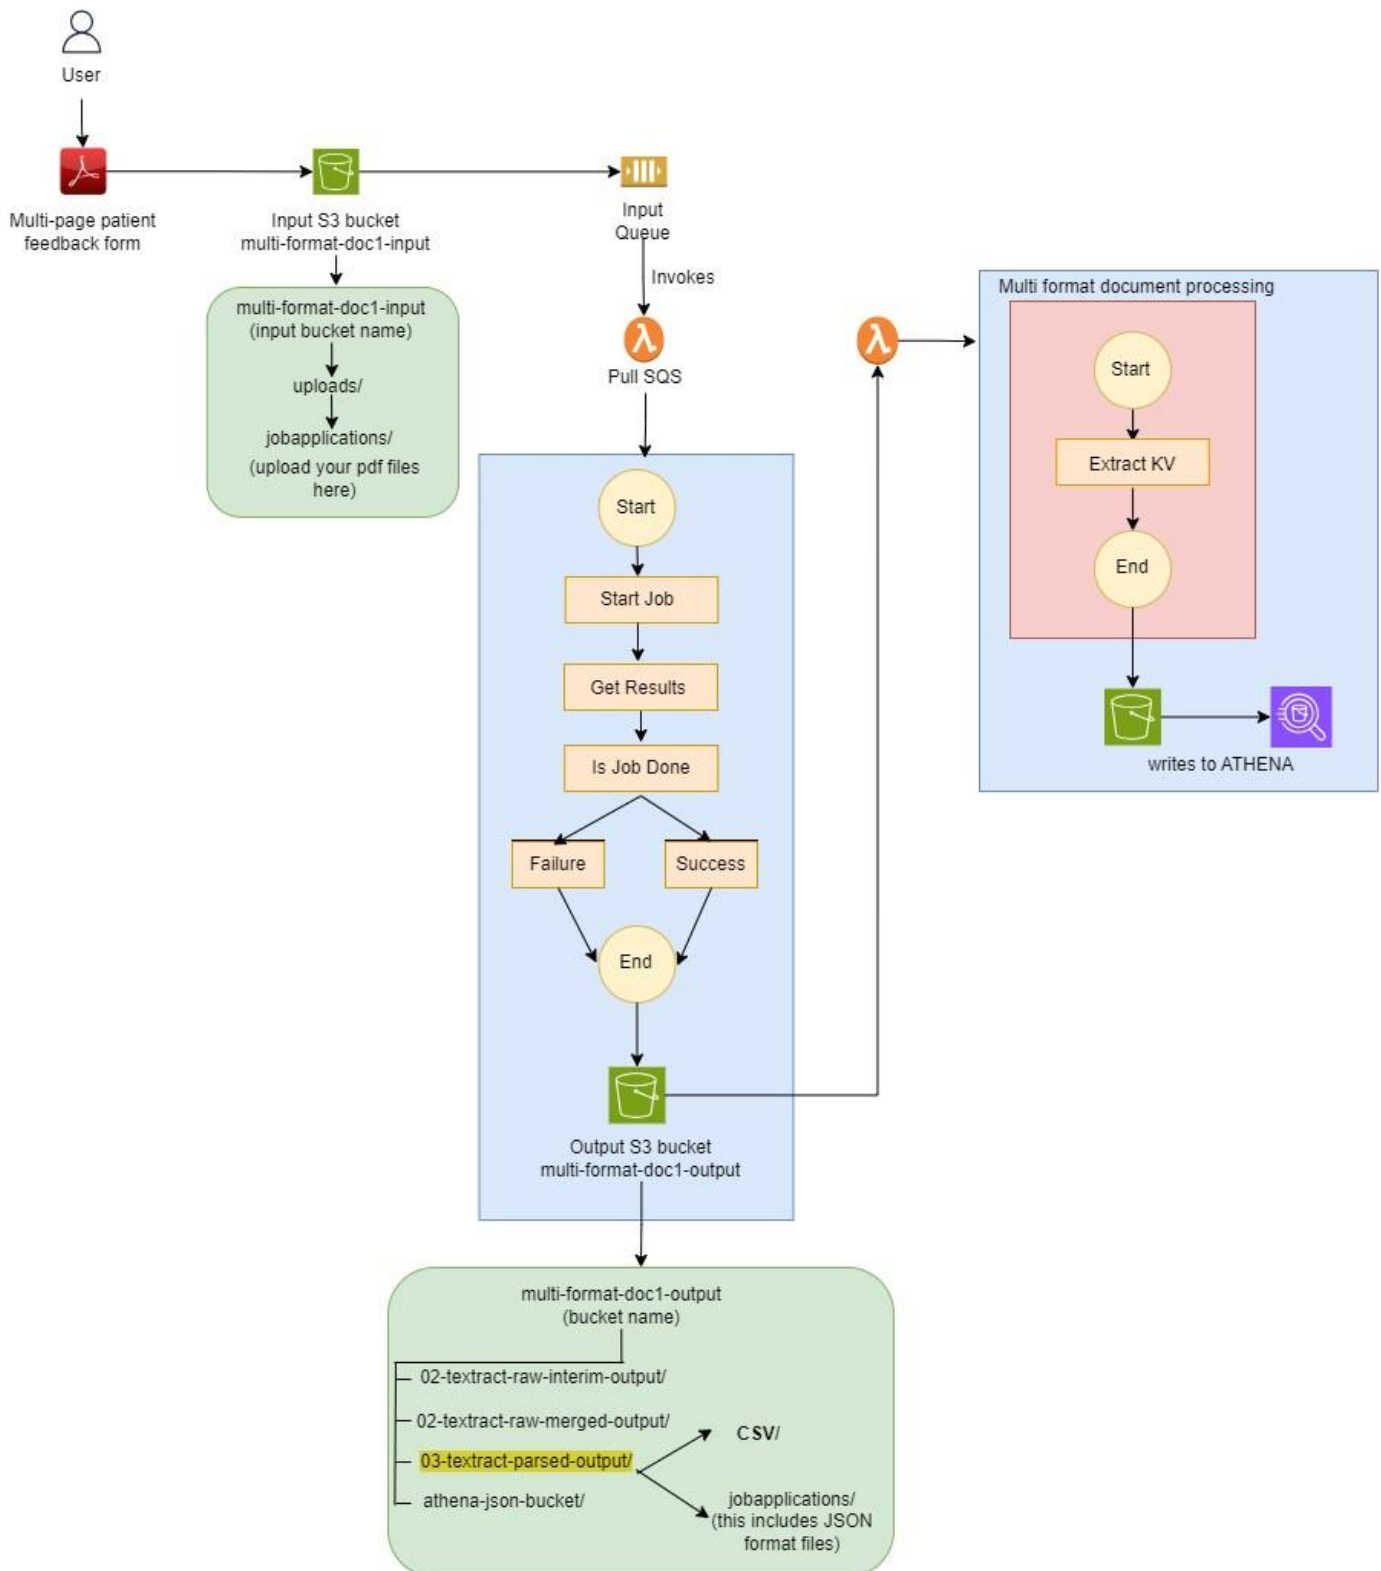 User
Multi-page patient
feedback form
Input S3 bucket
multi-format-doc1-input
Input
Queue
Invokes
Pull SQS
multi-format-doc1-input
(input bucket name)
uploads/
jobapplications/
(upload your pdf files
here)
Start
Start Job
Get Results
Is Job Done
Failure
Success
End
Output S3 bucket
multi-format-doc1-output
Multi format document processing
Start
Extract KV
End
writes to ATHENA
multi-format-doc1-output
(bucket name)
02-textract-raw-interim-output/
02-textract-raw-merged-output/
03-textract-parsed-output/
athena-json-bucket/
CSV/
jobapplications/
(this includes JSON
format files)